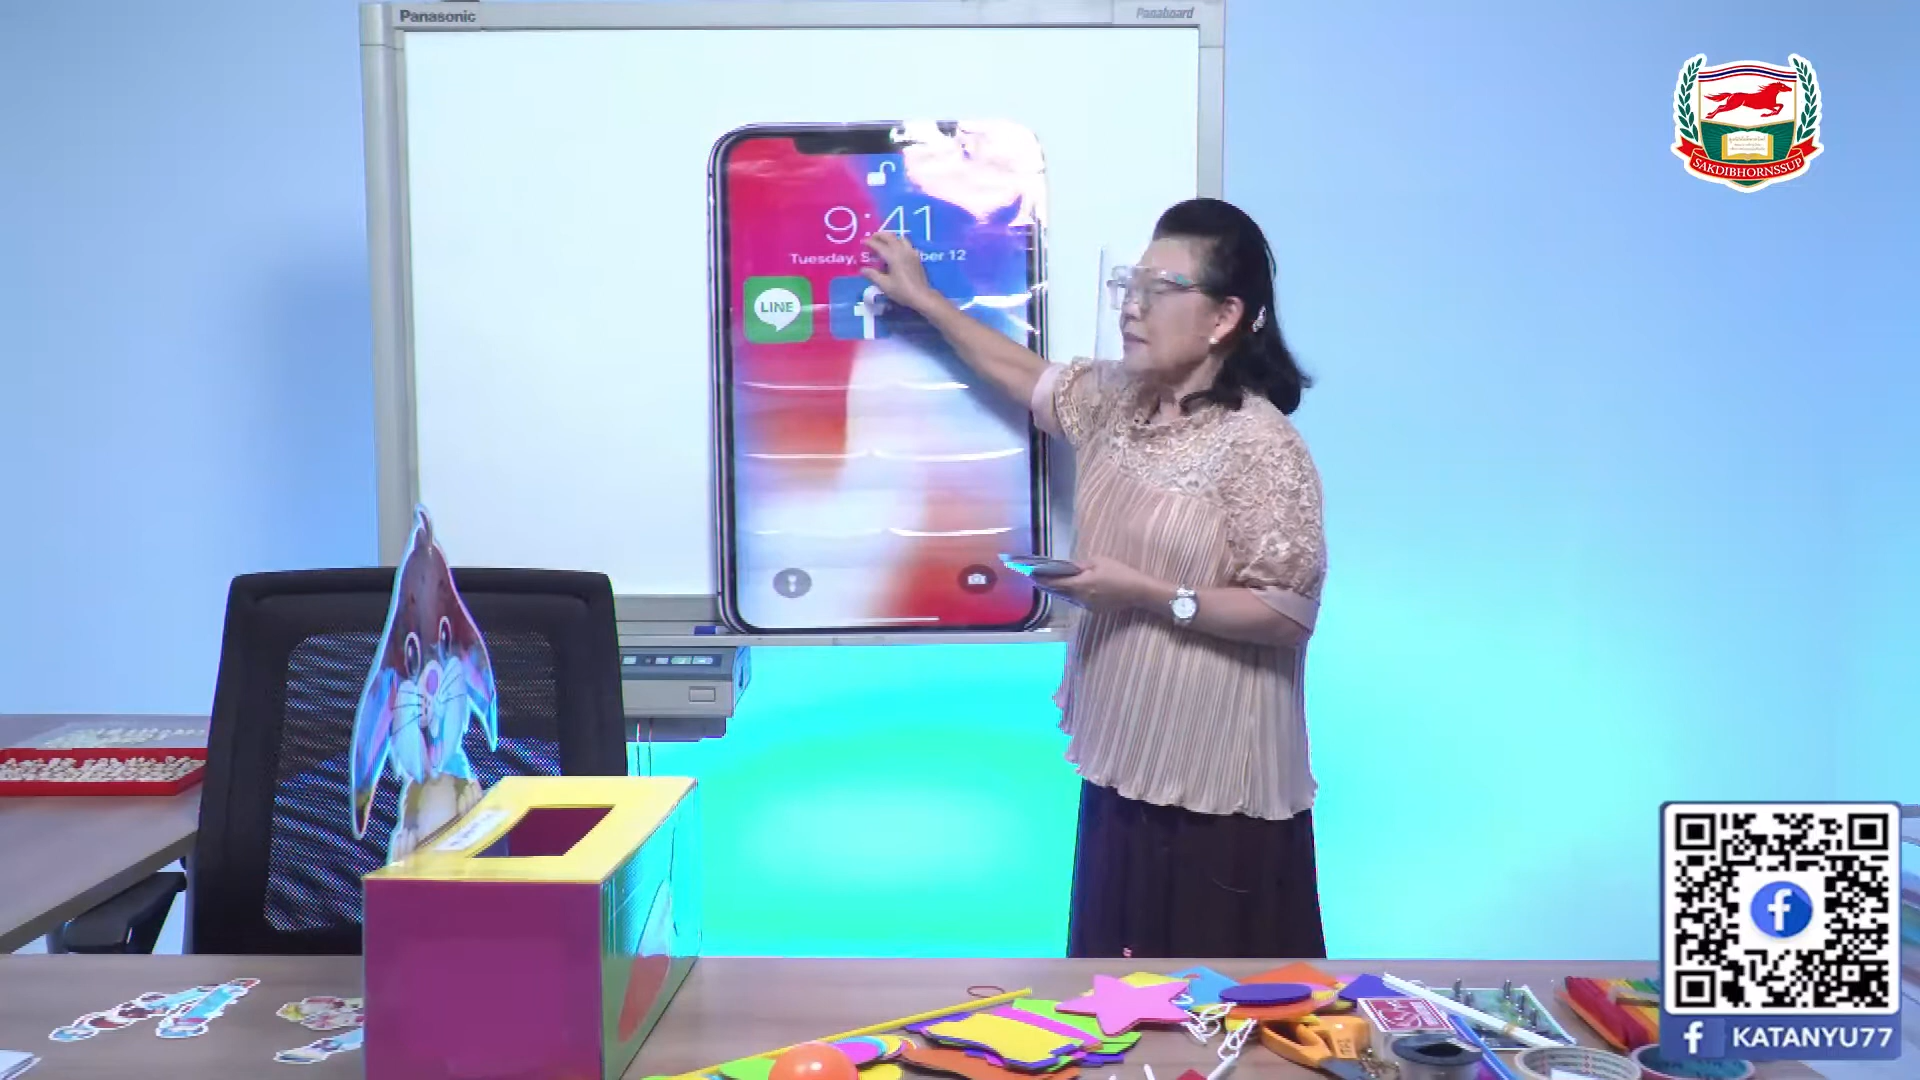 Panasonic
Panaboard
SAKDIBHORNSSUP
9:41
Tuesday, S
ber 12
LINE
f
f
f KATANYU77